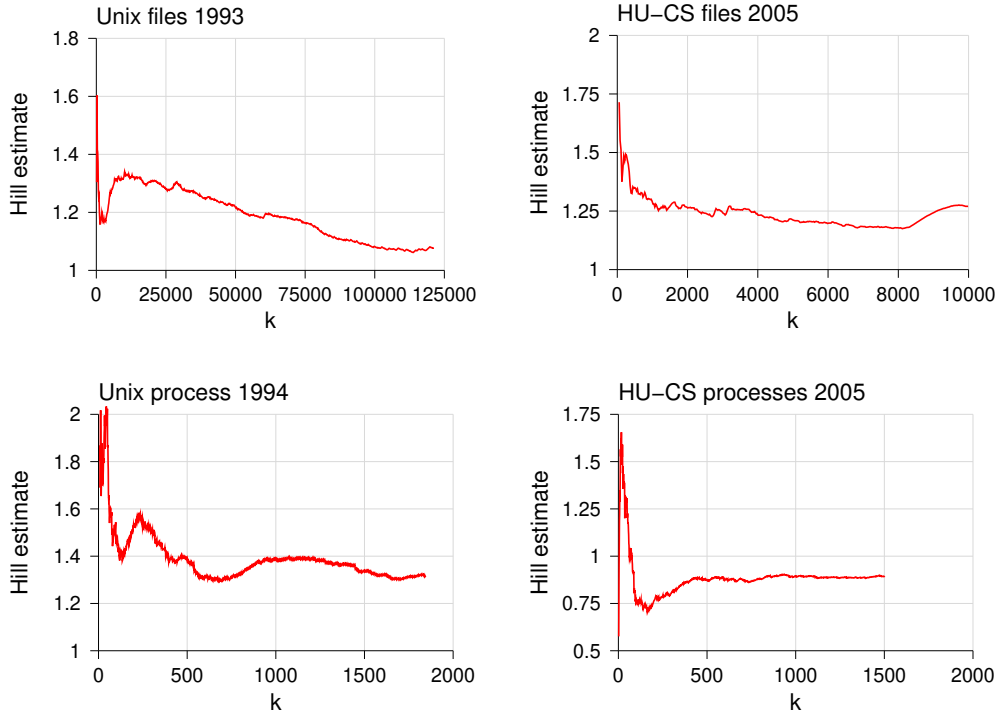 Unix files 1993
1.8
1.6
1.4
1.2
1
Hill estimate
0 25000 50000 75000 100000 125000
k
HU−CS files 2005
2
1.75
1.5
1.25
1
Hill estimate
0 2000 4000 6000 8000 10000
k
Unix process 1994
2
1.8
1.6
1.4
1.2
1
Hill estimate
0 500 1000 1500 2000
k
HU−CS processes 2005
1.75
1.5
1.25
1
0.75
0.5
Hill estimate
0 500 1000 1500 2000
k